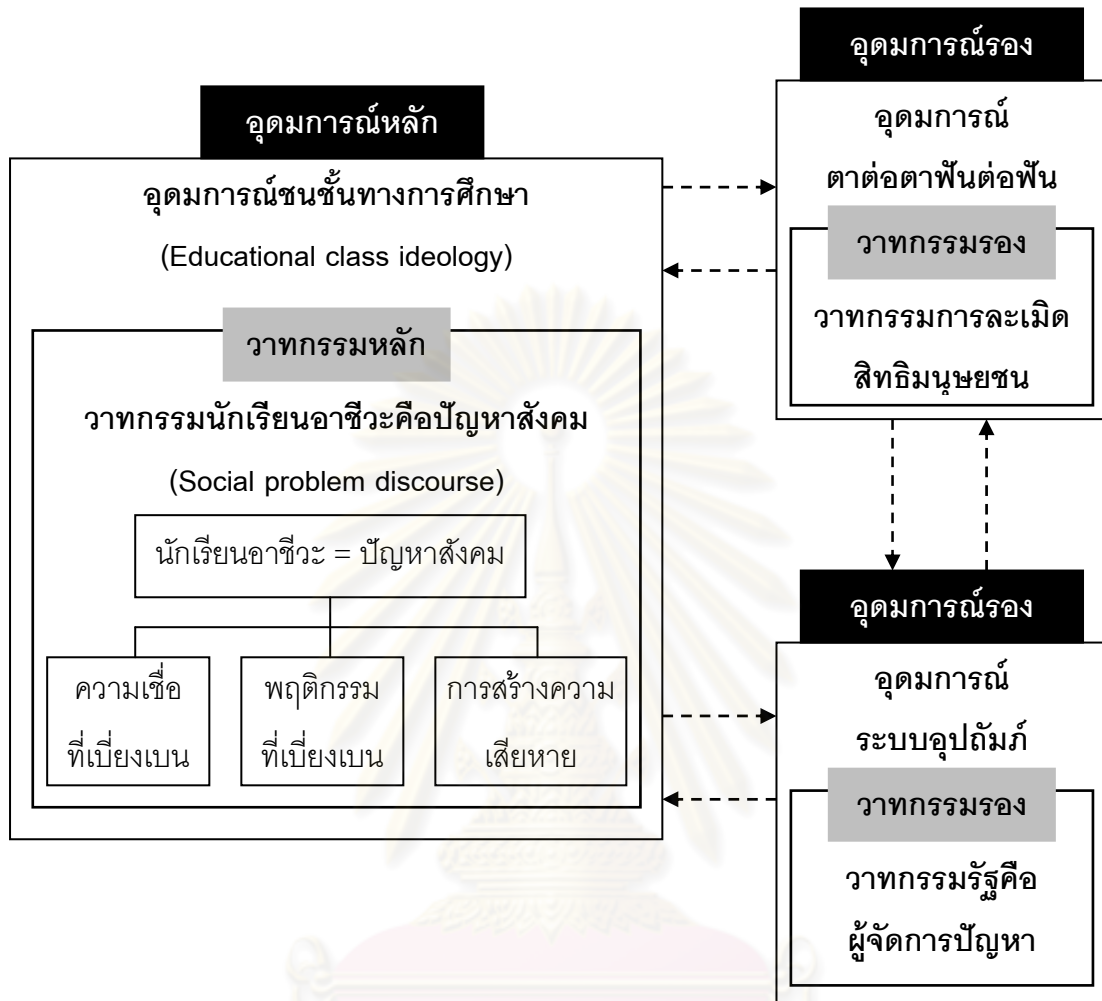 อุดมการณ์หลัก
อุดมการณ์ชนชั้นทางการศึกษา
(Educational class ideology)
วาทกรรมหลัก
วาทกรรมนักเรียนอาชีวะคือปัญหาสังคม
(Social problem discourse)
นักเรียนอาชีวะ = ปัญหาสังคม
ความเชื่อ
ที่เบี่ยงเบน
พฤติกรรม
ที่เบี่ยงเบน
การสร้างความ
เสียหาย
อุดมการณ์รอง
อุดมการณ์
ตาต่อตาฟันต่อฟัน
วาทกรรมรอง
วาทกรรมการละเมิด
สิทธิมนุษยชน
อุดมการณ์รอง
อุดมการณ์
ระบบอุปถัมภ์
วาทกรรมรอง
วาทกรรมรัฐคือ
ผู้จัดการปัญหา